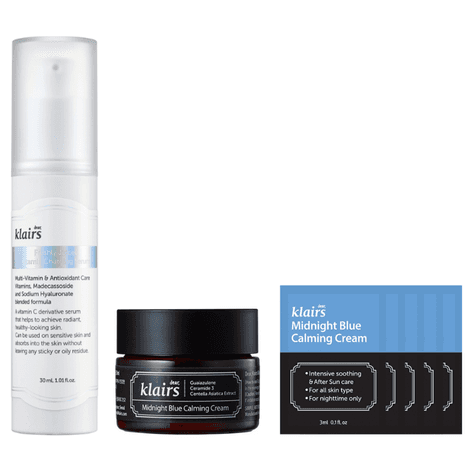 dear,
klairs
Multi-Vitamin & Antioxidant Care
Vitamins, Madecassoside
and Sodium Hyaluronate
blended formula
A vitamin C derivative serum
that helps to achieve radiant,
healthy-looking skin.
Can be used on sensitive skin and
absorbs into the skin without
leaving any sticky or oily residue.
30 ml, 1.01 fl.oz.
dear,
klairs
Guaiazulene
Ceramide 3
Centella Asiatica Extract
Midnight Blue Calming Cream
dear,
klairs
Midnight Blue
Calming Cream
• Intensive soothing
& After Sun care
• For all skin type
• For nighttime only
3ml 0.1fl.oz